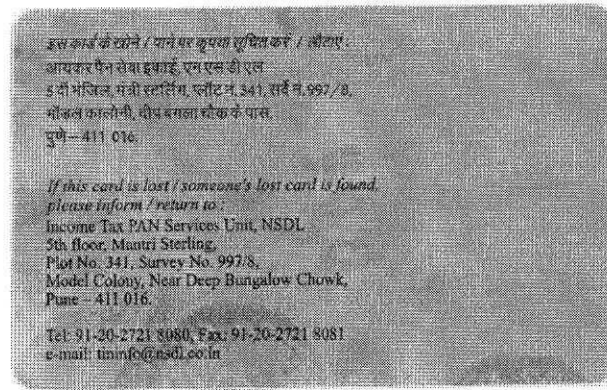 इस कार्ड के खोने / पाने पर कृपया सूचित करें / लौटाएं :
आयकर पैन सेवा इकाई, एन एस डी एल
5 वीं मंजिल, मंत्री स्टर्लिंग, प्लॉट नं. 341, सर्वे नं. 997/8,
मॉडल कालोनी, दीप बंगला चौक के पास,
पुणे – 411 016.
If this card is lost / someone's lost card is found,
please inform / return to :
Income Tax PAN Services Unit, NSDL
5th floor, Mantri Sterling,
Plot No. 341, Survey No. 997/8,
Model Colony, Near Deep Bungalow Chowk,
Pune – 411 016.
Tel: 91-20-2721 8080, Fax: 91-20-2721 8081
e-mail: tininfo@nsdl.co.in